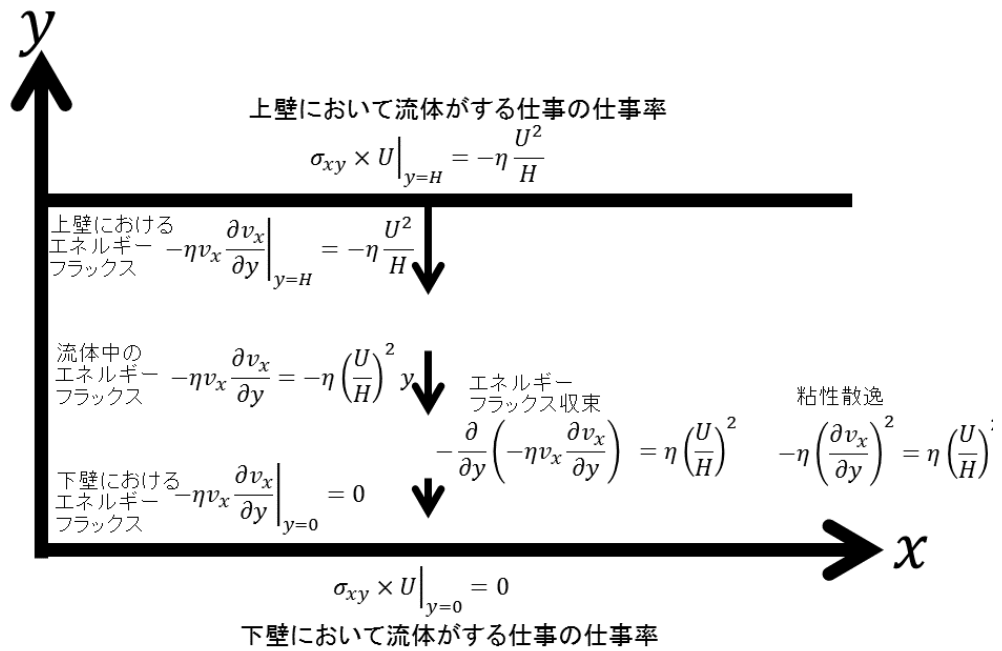 y
上壁において流体がする仕事の仕事率
σ_{xy} × U|_{y=H} = −η U²/H
上壁における
エネルギー
フラックス
−ηv_x ∂v_x/∂y|_{y=H} = −η U²/H
流体中の
エネルギー
フラックス
−ηv_x ∂v_x/∂y = −η (U/H)² y
エネルギー
フラックス収束
−∂/∂y (−ηv_x ∂v_x/∂y) = η (U/H)²
粘性散逸
−η (∂v_x/∂y)² = η (U/H)²
下壁における
エネルギー
フラックス
−ηv_x ∂v_x/∂y|_{y=0} = 0
x
σ_{xy} × U|_{y=0} = 0
下壁において流体がする仕事の仕事率